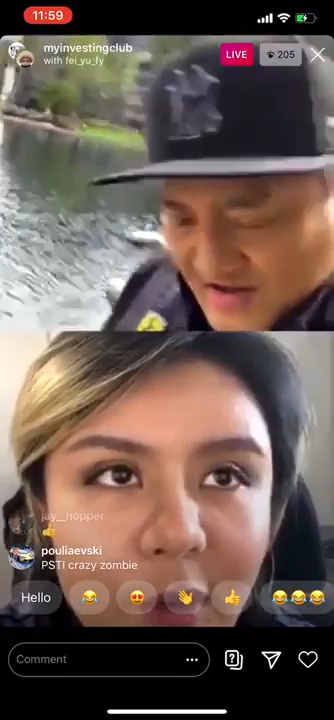 11:59
myinvestingclub
with fei_yu_fy
LIVE
205
jay__hopper
pouliaevski
PSTI crazy zombie
Hello
Comment